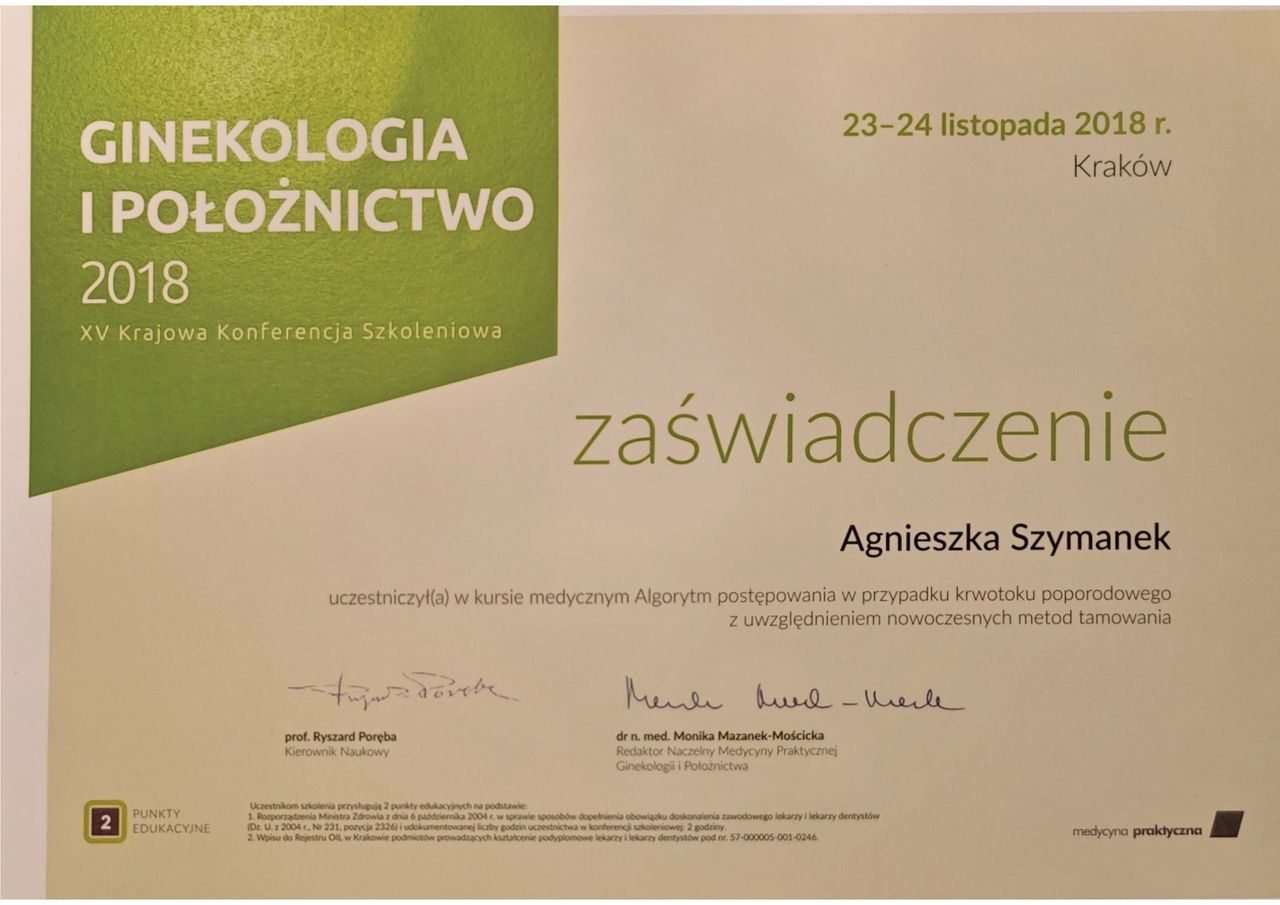 GINEKOLOGIA
I POŁOŻNICTWO
2018
XV Krajowa Konferencja Szkoleniowa
23–24 listopada 2018 r.
Kraków
zaświadczenie
Agnieszka Szymanek
uczestniczył(a) w kursie medycznym Algorytm postępowania w przypadku krwotoku poporodowego
z uwzględnieniem nowoczesnych metod tamowania
prof. Ryszard Poręba
Kierownik Naukowy
dr n. med. Monika Mazanek-Mościcka
Redaktor Naczelny Medycyny Praktycznej
Ginekologii i Położnictwa
2
PUNKTY
EDUKACYJNE
Uczestnikom szkolenia przysługują 2 punkty edukacyjnych na podstawie:
1. Rozporządzenia Ministra Zdrowia z dnia 6 października 2004 r. w sprawie sposobów dopełnienia obowiązku doskonalenia zawodowego lekarzy i lekarzy dentystów
(Dz. U. z 2004 r., Nr 231, pozycja 2326) i udokumentowanej liczby godzin uczestnictwa w konferencji szkoleniowej: 2 godziny.
2. Wpisu do Rejestru OIL w Krakowie podmiotów prowadzących kształcenie podyplomowe lekarzy i lekarzy dentystów pod nr. 57-000005-001-0246.
medycyna praktyczna